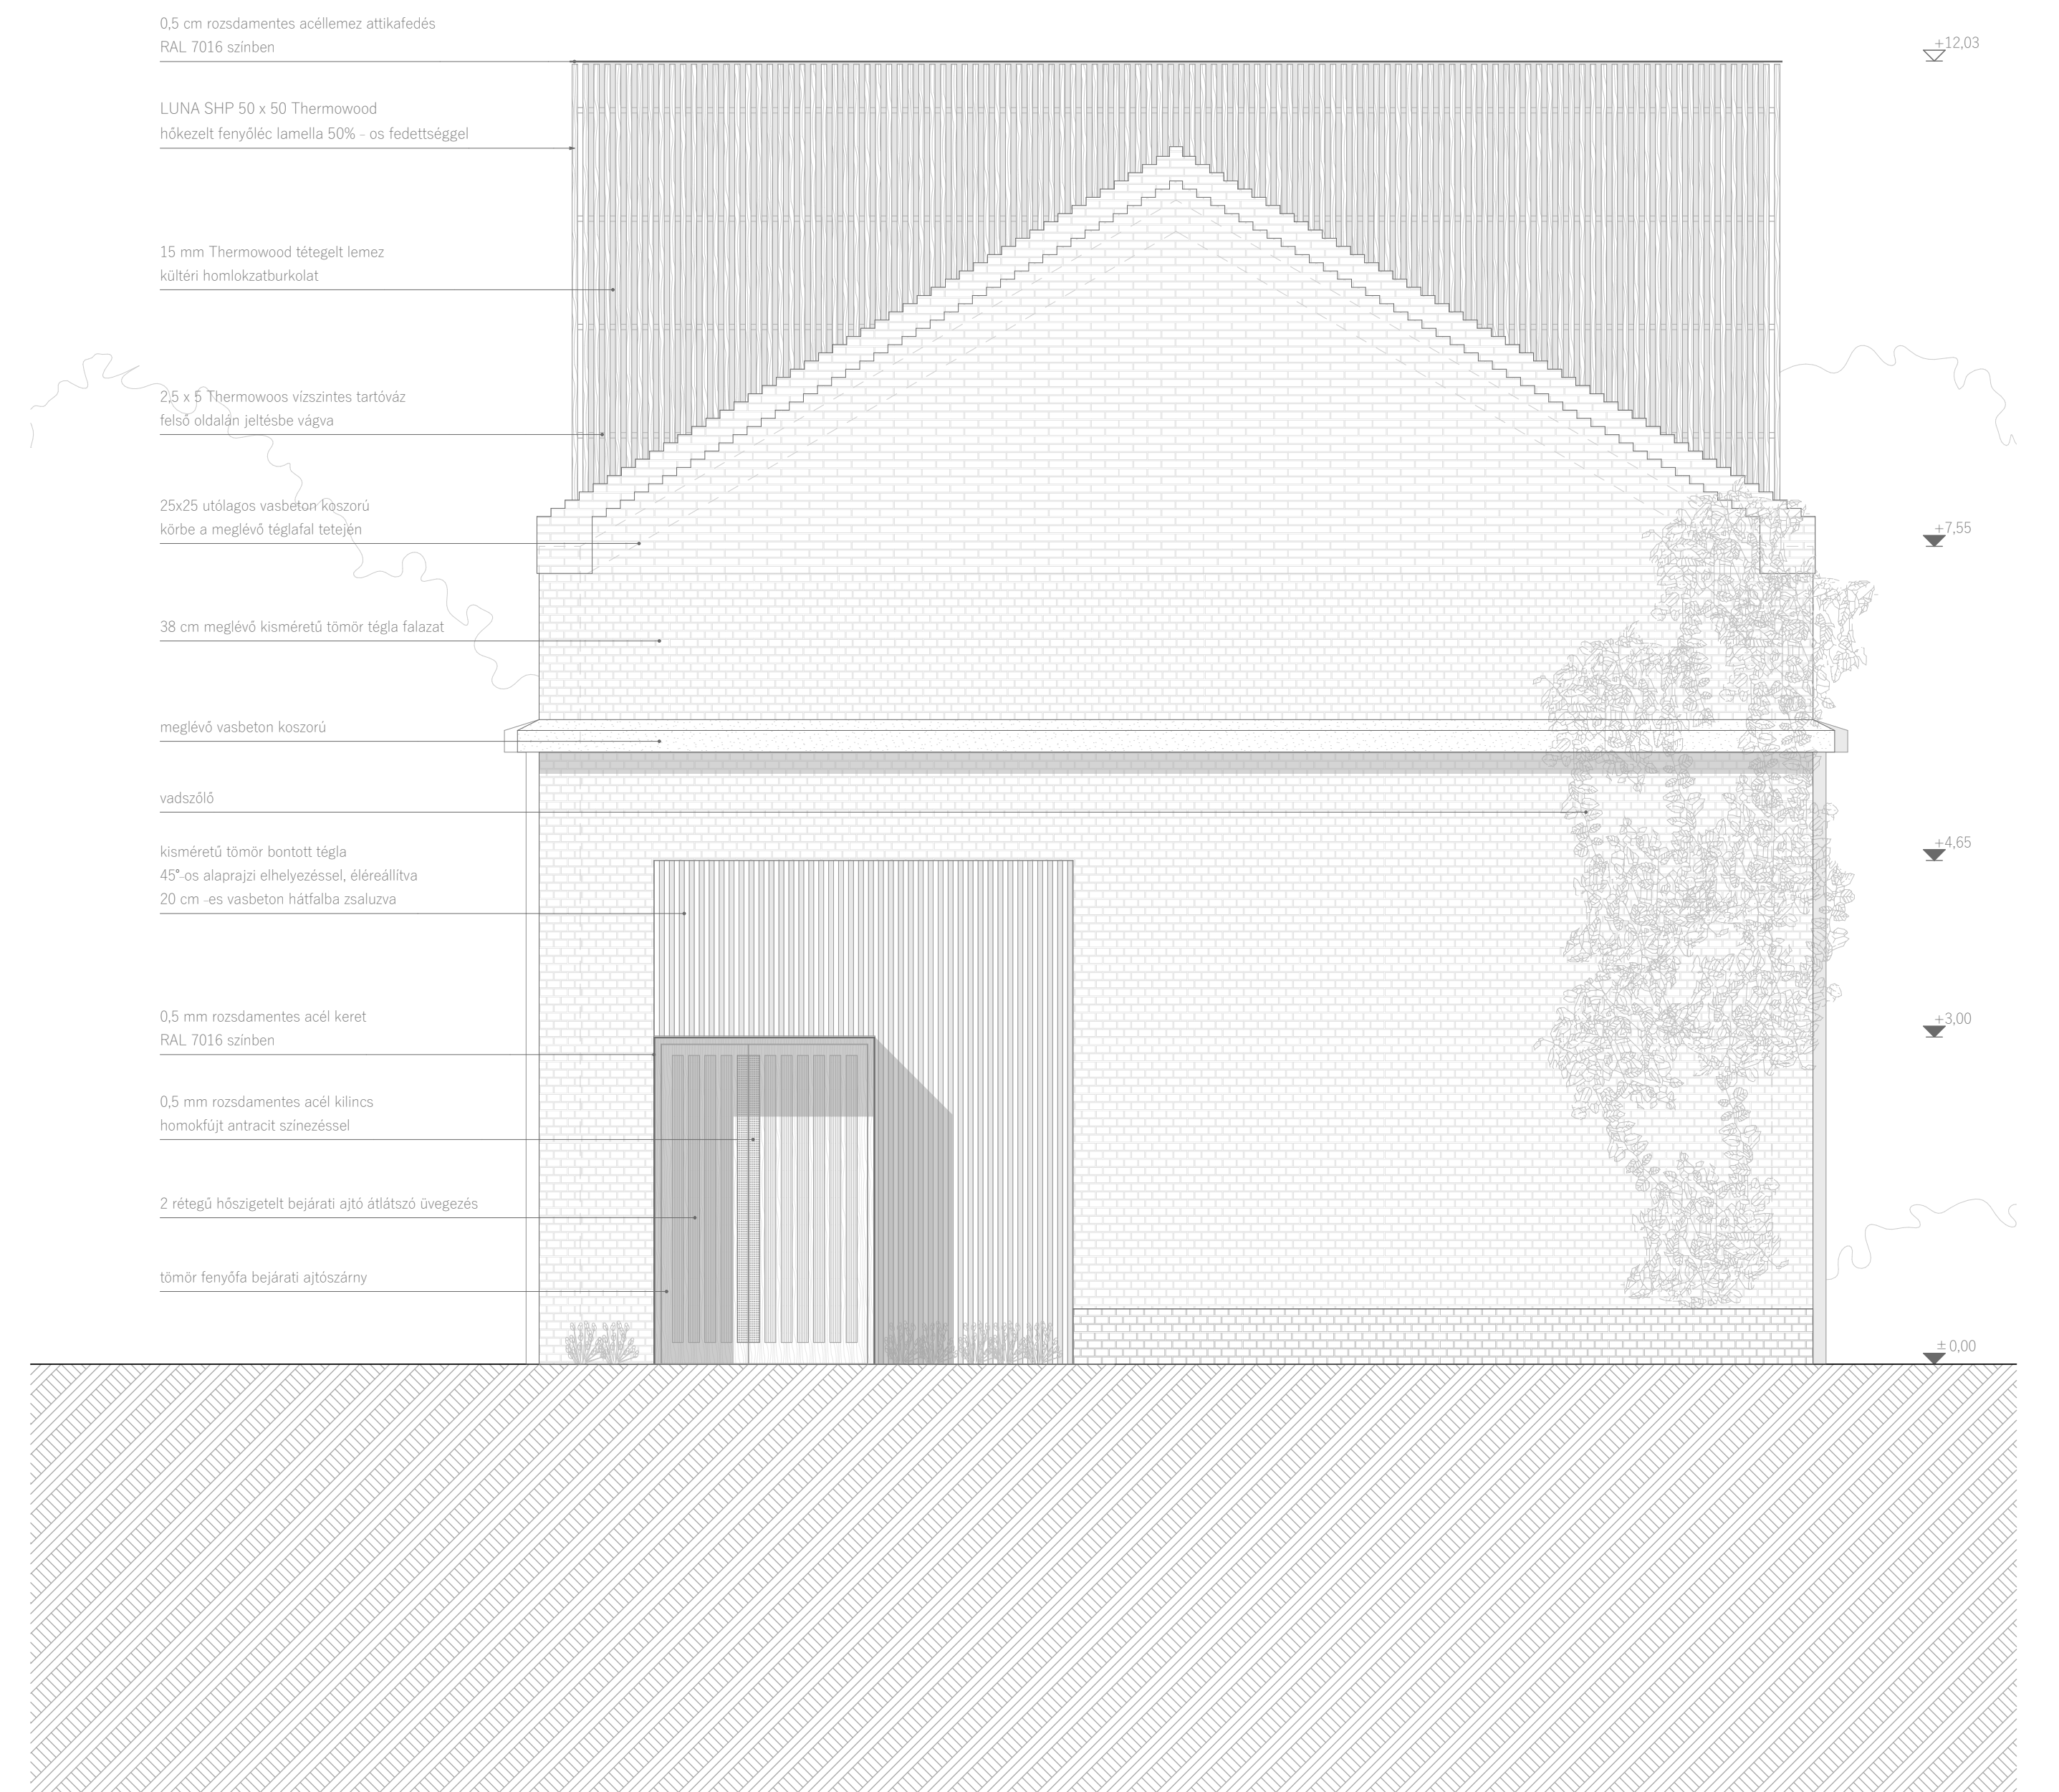 0,5 cm rozsdamentes acéllemez attikafedés
RAL 7016 színben
LUNA SHP 50 x 50 Thermowood
hőkezelt fenyőléc lamella 50% - os fedettséggel
15 mm Thermowood tétegelt lemez
kültéri homlokzatburkolat
2,5 x 5 Thermowoos vízszintes tartóváz
felső oldalán jeltésbe vágva
25x25 utólagos vasbeton koszorú
körbe a meglévő téglafal tetején
38 cm meglévő kisméretű tömör tégla falazat
meglévő vasbeton koszorú
vadszőlő
kisméretű tömör bontott tégla
45°-os alaprajzi elhelyezéssel, éléreállítva
20 cm -es vasbeton hátfalba zsaluzva
0,5 mm rozsdamentes acél keret
RAL 7016 színben
0,5 mm rozsdamentes acél kilincs
homokfújt antracit színezéssel
2 rétegű hőszigetelt bejárati ajtó átlátszó üvegezés
tömör fenyőfa bejárati ajtószárny
+12,03
+7,55
+4,65
+3,00
± 0,00